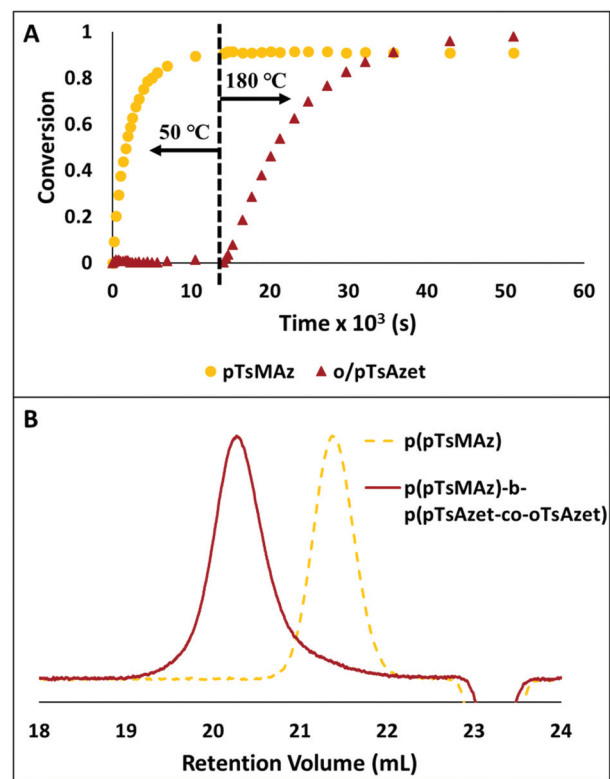 A
1
0.8
0.6
0.4
0.2
0
Conversion
180 °C
50 °C
0 10 20 30 40 50 60
Time x 10³ (s)
pTsMAz o/pTsAzet
B
p(pTsMAz)
p(pTsMAz)-b-
p(pTsAzet-co-oTsAzet)
18 19 20 21 22 23 24
Retention Volume (mL)